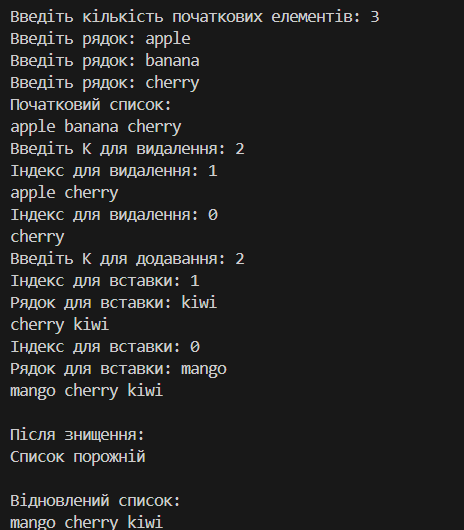 Введіть кількість початкових елементів: 3
Введіть рядок: apple
Введіть рядок: banana
Введіть рядок: cherry
Початковий список:
apple banana cherry
Введіть K для видалення: 2
Індекс для видалення: 1
apple cherry
Індекс для видалення: 0
cherry
Введіть K для додавання: 2
Індекс для вставки: 1
Рядок для вставки: kiwi
cherry kiwi
Індекс для вставки: 0
Рядок для вставки: mango
mango cherry kiwi
Після знищення:
Список порожній
Відновлений список:
mango cherry kiwi